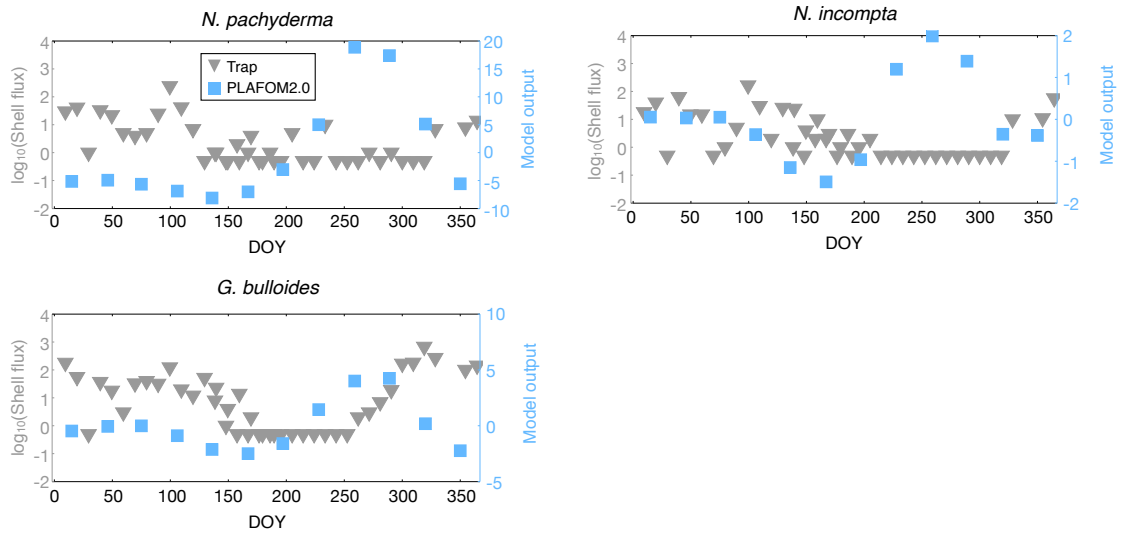 N. pachyderma
4
3
2
1
0
-1
-2
log₁₀(Shell flux)
Trap
PLAFOM2.0
20
15
10
5
0
-5
-10
Model output
0 50 100 150 200 250 300 350
DOY
N. incompta
4
3
2
1
0
-1
-2
log₁₀(Shell flux)
2
1
0
-1
-2
Model output
0 50 100 150 200 250 300 350
DOY
G. bulloides
4
3
2
1
0
-1
-2
log₁₀(Shell flux)
10
5
0
-5
Model output
0 50 100 150 200 250 300 350
DOY